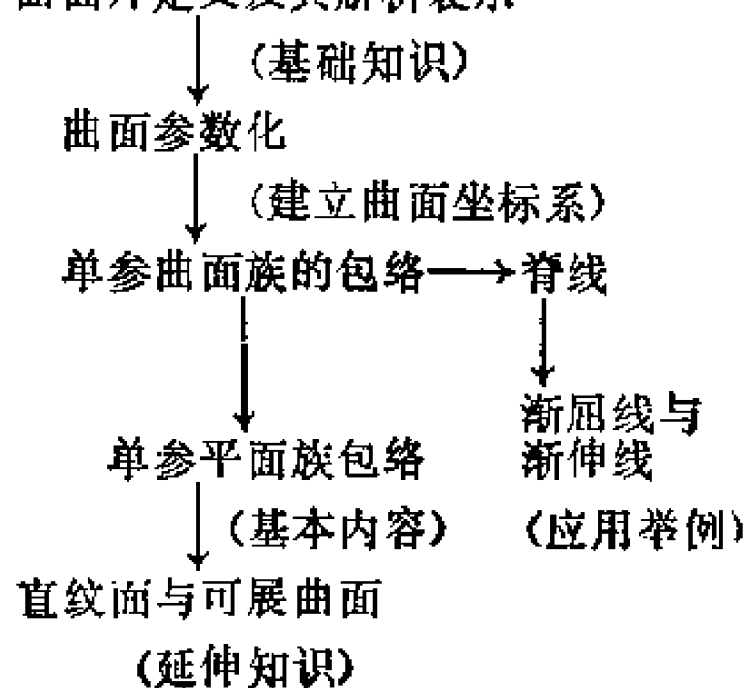 (基础知识)
曲面参数化
(建立曲面坐标系)
单参曲面族的包络 脊线
渐屈线与
单参平面族包络 渐伸线
(基本内容) (应用举例)
直纹面与可展曲面
(延伸知识)